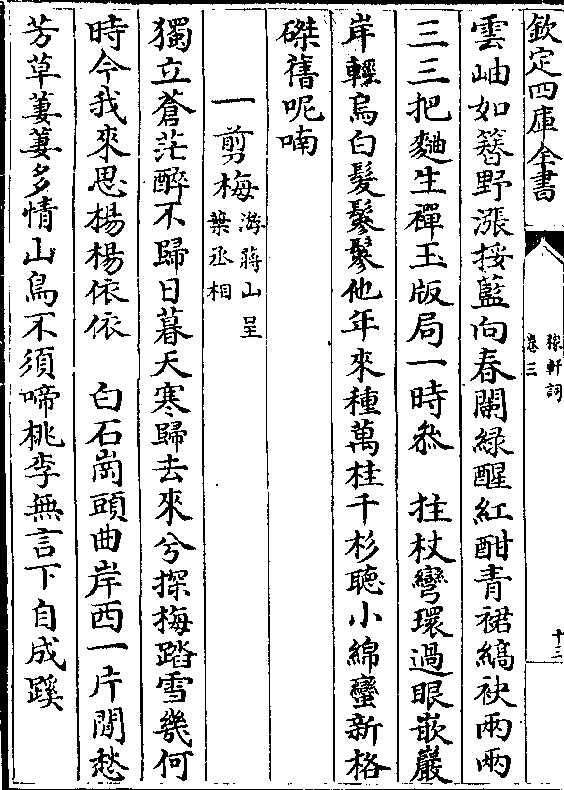 欽定四庫全書
稼軒詞
卷三
十三
雲岫如簪野漲挼藍向春闌綠醒紅酣青裙縞袂兩兩
三三把麯生禪玉版局一時叅　拄杖彎環過眼嵌巖
岸輕烏白髮鬖鬖他年來種萬桂千杉聽小綿蠻新格
磔舊呢喃
一剪梅游蔣山呈
葉丞相
獨立蒼茫醉不歸日暮天寒歸去來兮探梅踏雪幾何
時今我來思楊楊依依　白石岡頭曲岸西一片閒愁
芳草萋萋多情山鳥不須啼桃李無言下自成蹊